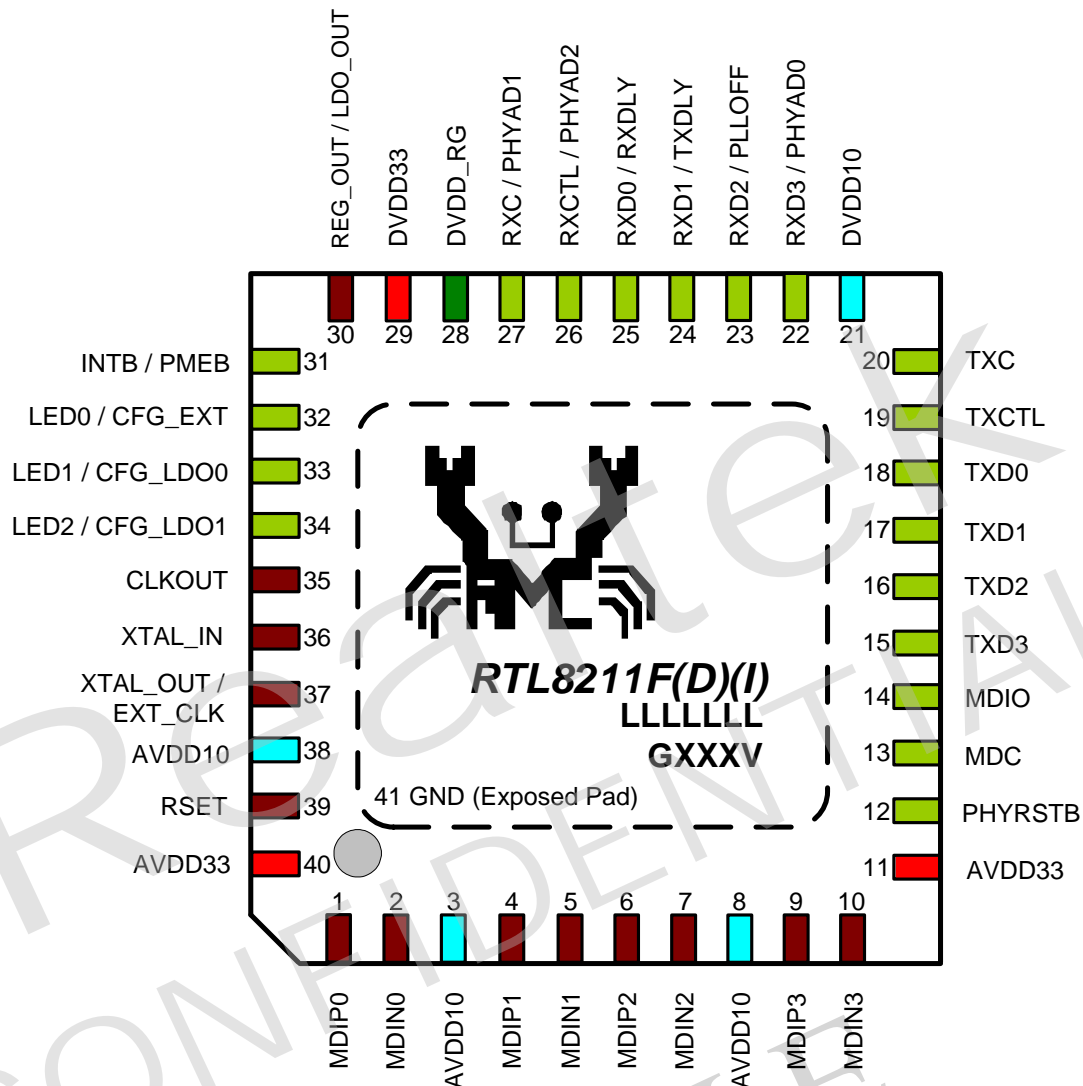 REG_OUT / LDO_OUT
DVDD33
DVDD_RG
RXC / PHYAD1
RXCTL / PHYAD2
RXD0 / RXDLY
RXD1 / TXDLY
RXD2 / PLLOFF
RXD3 / PHYAD0
DVDD10
30 29 28 27 26 25 24 23 22 21
INTB / PMEB 31
LED0 / CFG_EXT 32
LED1 / CFG_LDO0 33
LED2 / CFG_LDO1 34
CLKOUT 35
XTAL_IN 36
XTAL_OUT /
EXT_CLK 37
AVDD10 38
RSET 39
AVDD33 40
20 TXC
19 TXCTL
18 TXD0
17 TXD1
16 TXD2
15 TXD3
14 MDIO
13 MDC
12 PHYRSTB
11 AVDD33
RTL8211F(D)(I)
LLLLLLL
GXXXV
41 GND (Exposed Pad)
1 2 3 4 5 6 7 8 9 10
MDIP0
MDIN0
AVDD10
MDIP1
MDIN1
MDIP2
MDIN2
AVDD10
MDIP3
MDIN3
Realtek
CONFIDENTIAL